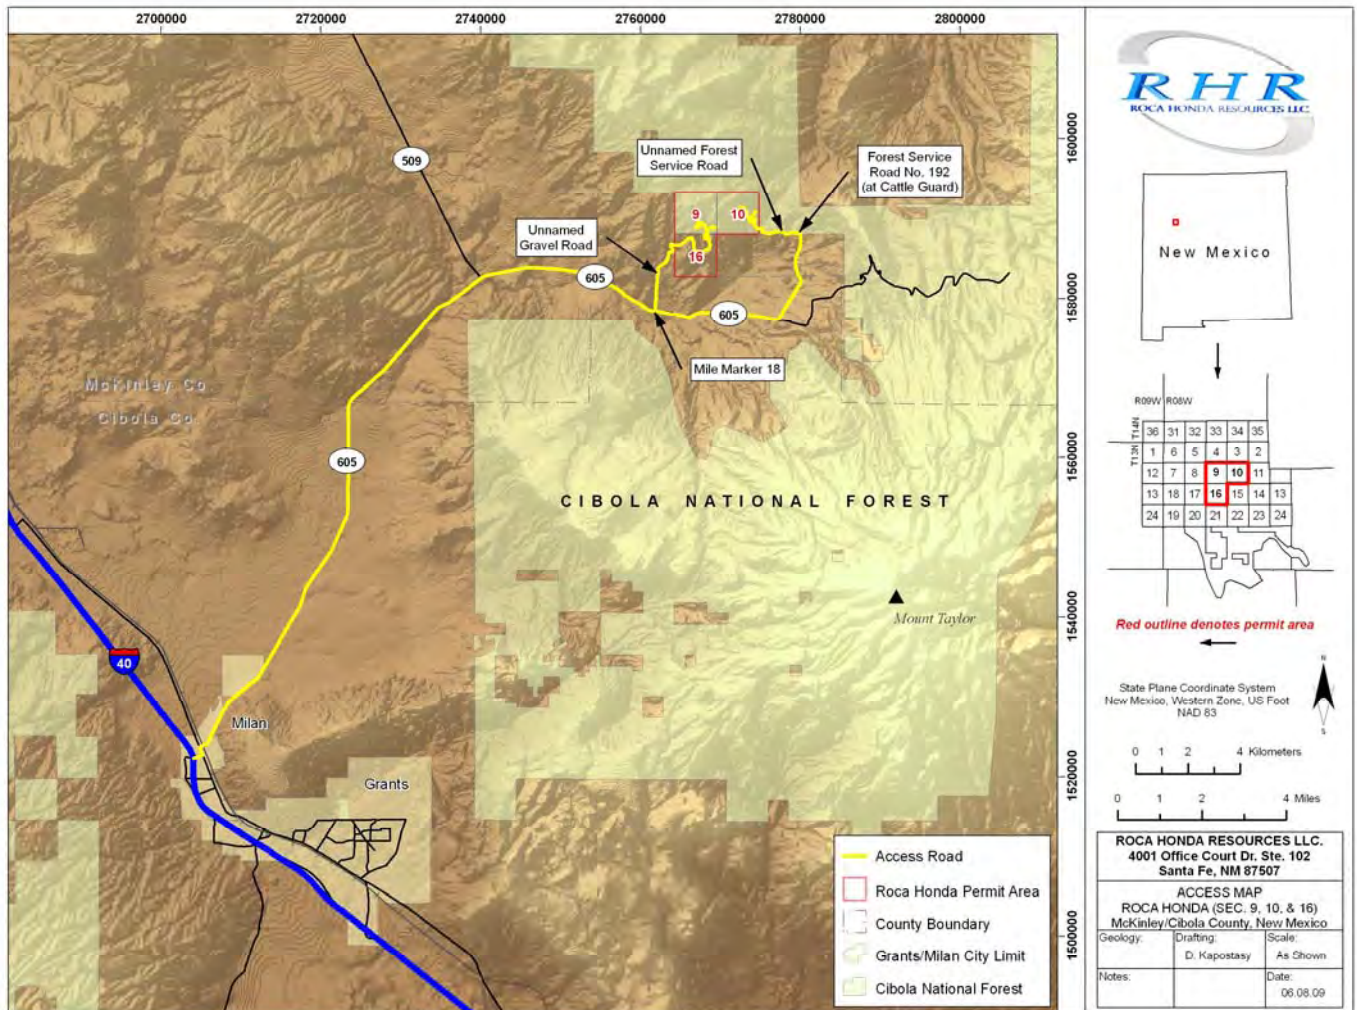 2700000 2720000 2740000 2760000 2780000 2800000
1600000
1580000
1560000
1540000
1520000
1500000
509
Unnamed Forest
Service Road
Forest Service
Road No. 192
(at Cattle Guard)
9
10
16
Unnamed
Gravel Road
605
605
Mile Marker 18
McKinley Co
Cibola Co
605
CIBOLA NATIONAL FOREST
Mount Taylor
40
Milan
Grants
Access Road
Roca Honda Permit Area
County Boundary
Grants/Milan City Limit
Cibola National Forest
RHR
ROCA HONDA RESOURCES LLC
New Mexico
R09W R08W
T14N
T13N
36 31 32 33 34 35
1 6 5 4 3 2
12 7 8 9 10 11
13 18 17 16 15 14 13
24 19 20 21 22 23 24
Red outline denotes permit area
N
S
State Plane Coordinate System
New Mexico, Western Zone, US Foot
NAD 83
0 1 2 4 Kilometers
0 1 2 4 Miles
ROCA HONDA RESOURCES LLC.
4001 Office Court Dr. Ste. 102
Santa Fe, NM 87507
ACCESS MAP
ROCA HONDA (SEC. 9, 10, & 16)
McKinley/Cibola County, New Mexico
Geology: Drafting: Scale:
D. Kapostasy As Shown
Notes: Date:
06.08.09